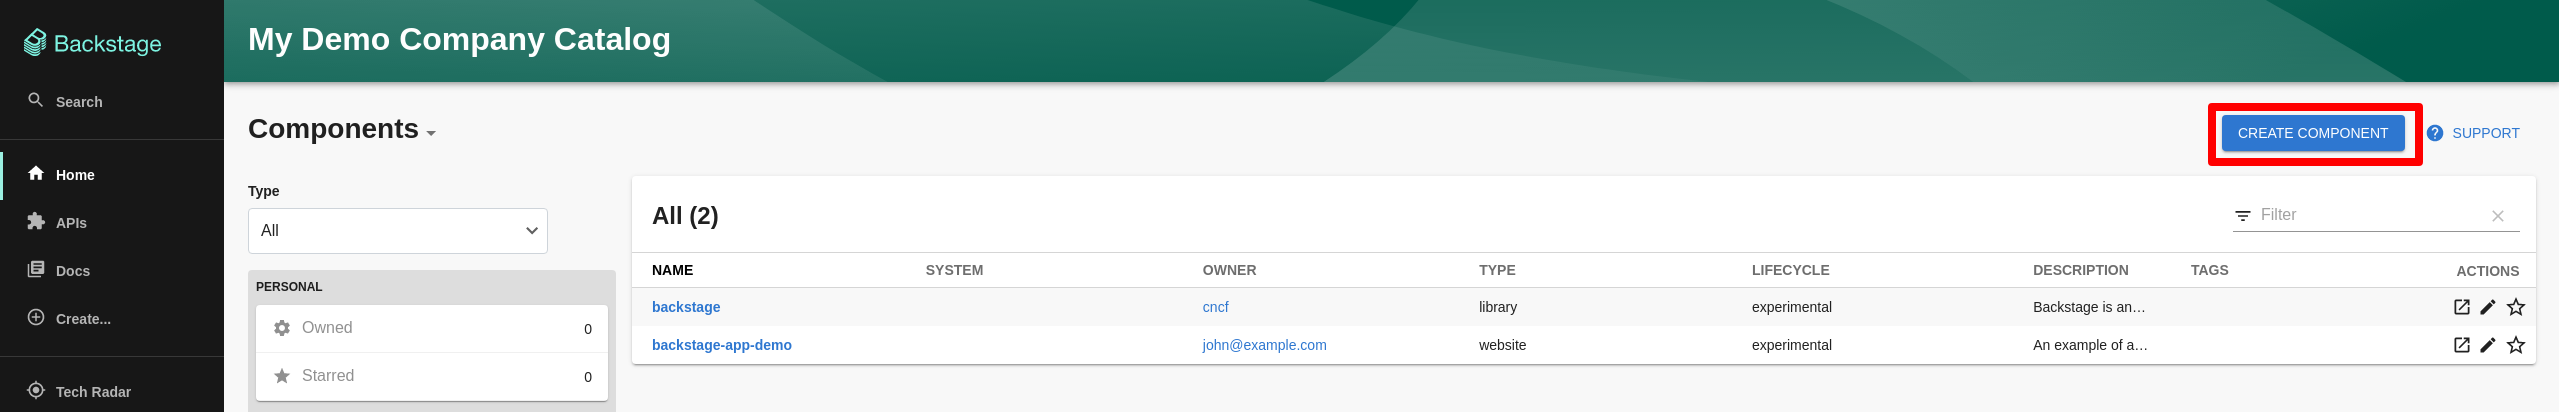 Backstage
Search
Home
APIs
Docs
Create...
Tech Radar
My Demo Company Catalog
Components
CREATE COMPONENT
SUPPORT
Type
All
PERSONAL
Owned 0
Starred 0
All (2)
Filter
NAME SYSTEM OWNER TYPE LIFECYCLE DESCRIPTION TAGS ACTIONS
backstage cncf library experimental Backstage is an…
backstage-app-demo john@example.com website experimental An example of a…